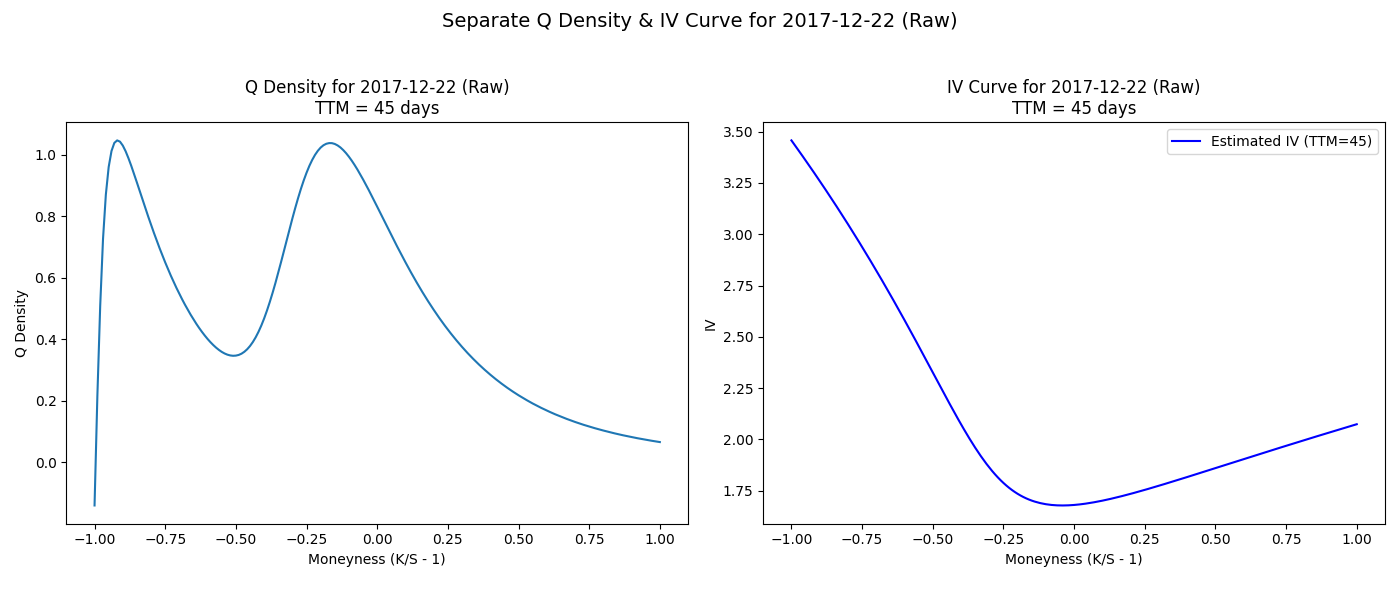 Separate Q Density & IV Curve for 2017-12-22 (Raw)
Q Density for 2017-12-22 (Raw)
TTM = 45 days
Q Density
1.0
0.8
0.6
0.4
0.2
0.0
−1.00 −0.75 −0.50 −0.25 0.00 0.25 0.50 0.75 1.00
Moneyness (K/S - 1)
IV Curve for 2017-12-22 (Raw)
TTM = 45 days
Estimated IV (TTM=45)
IV
3.50
3.25
3.00
2.75
2.50
2.25
2.00
1.75
−1.00 −0.75 −0.50 −0.25 0.00 0.25 0.50 0.75 1.00
Moneyness (K/S - 1)